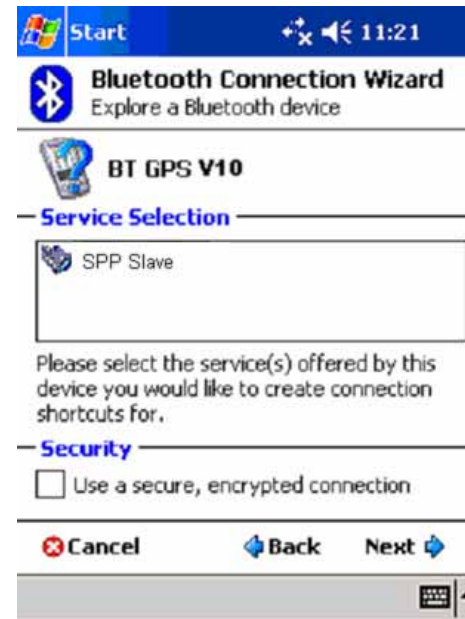 Start 11:21
Bluetooth Connection Wizard
Explore a Bluetooth device
BT GPS V10
Service Selection
SPP Slave
Please select the service(s) offered by this
device you would like to create connection
shortcuts for.
Security
Use a secure, encrypted connection
Cancel Back Next